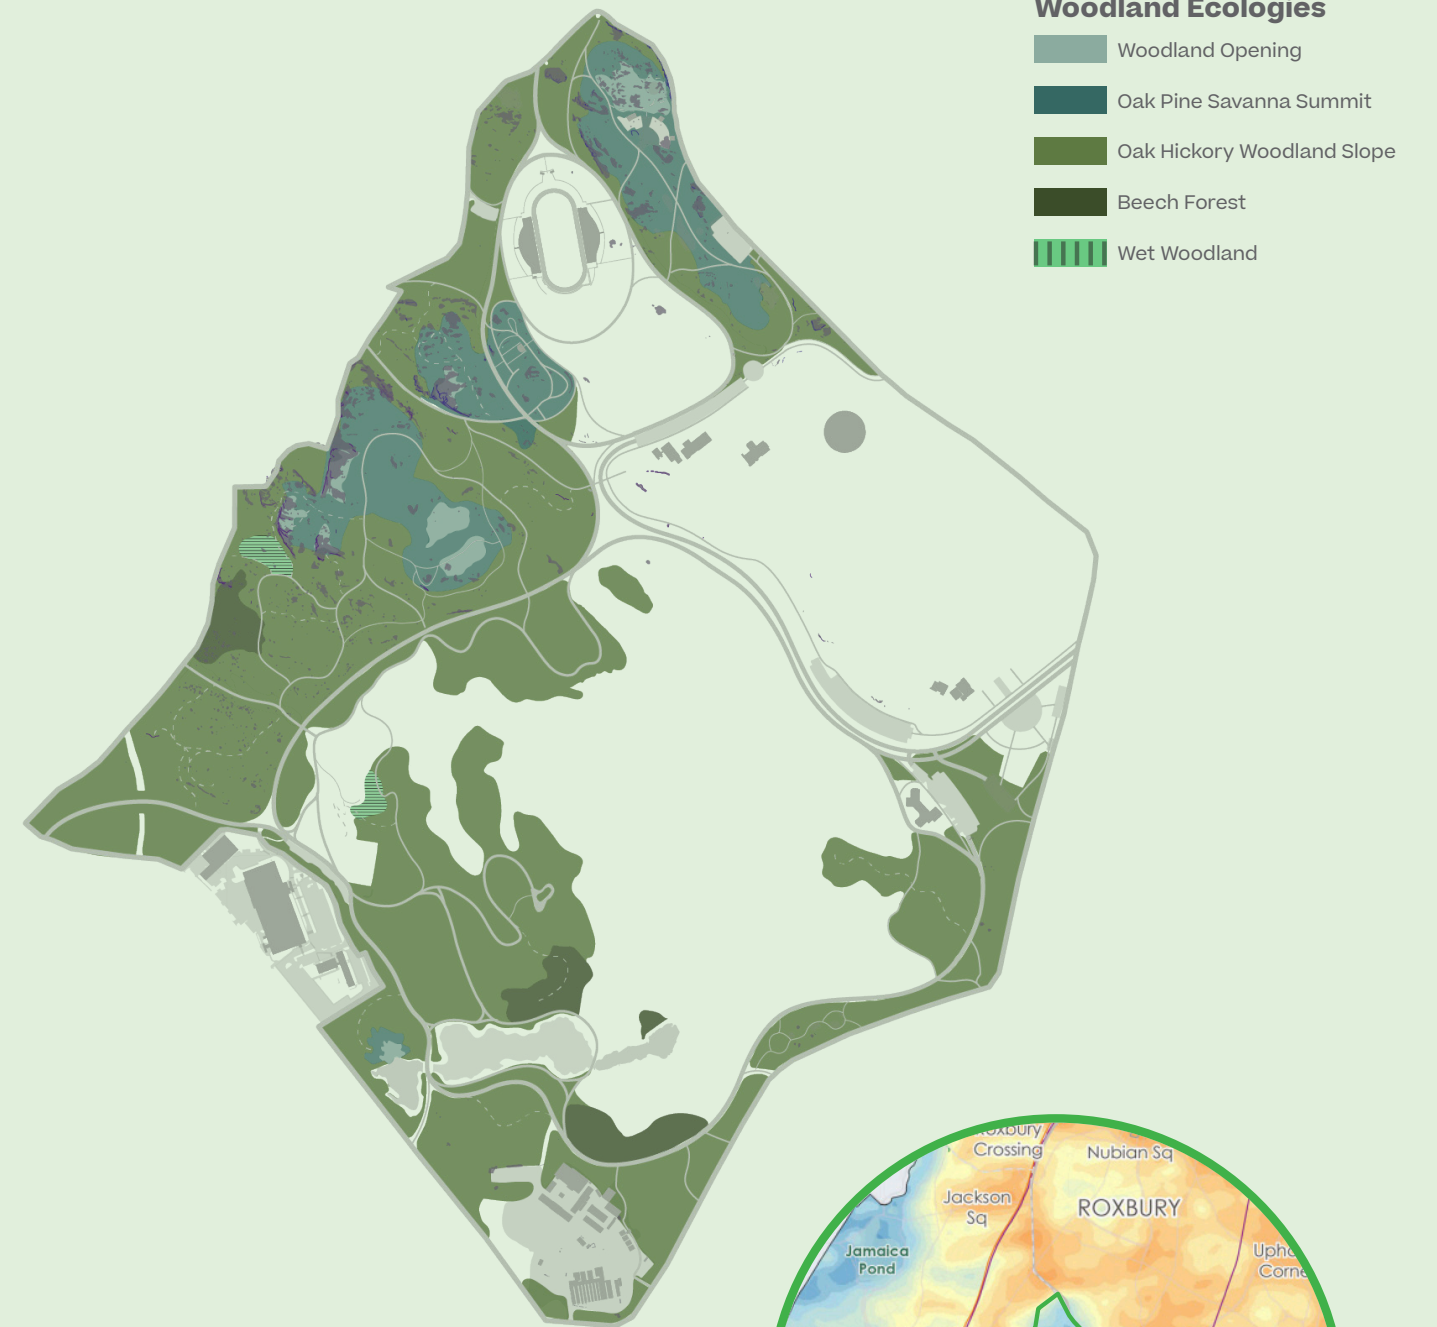 Woodland Ecologies
Woodland Opening
Oak Pine Savanna Summit
Oak Hickory Woodland Slope
Beech Forest
Wet Woodland
Crossing
Nubian Sq
Jackson
Sq
ROXBURY
Jamaica
Pond